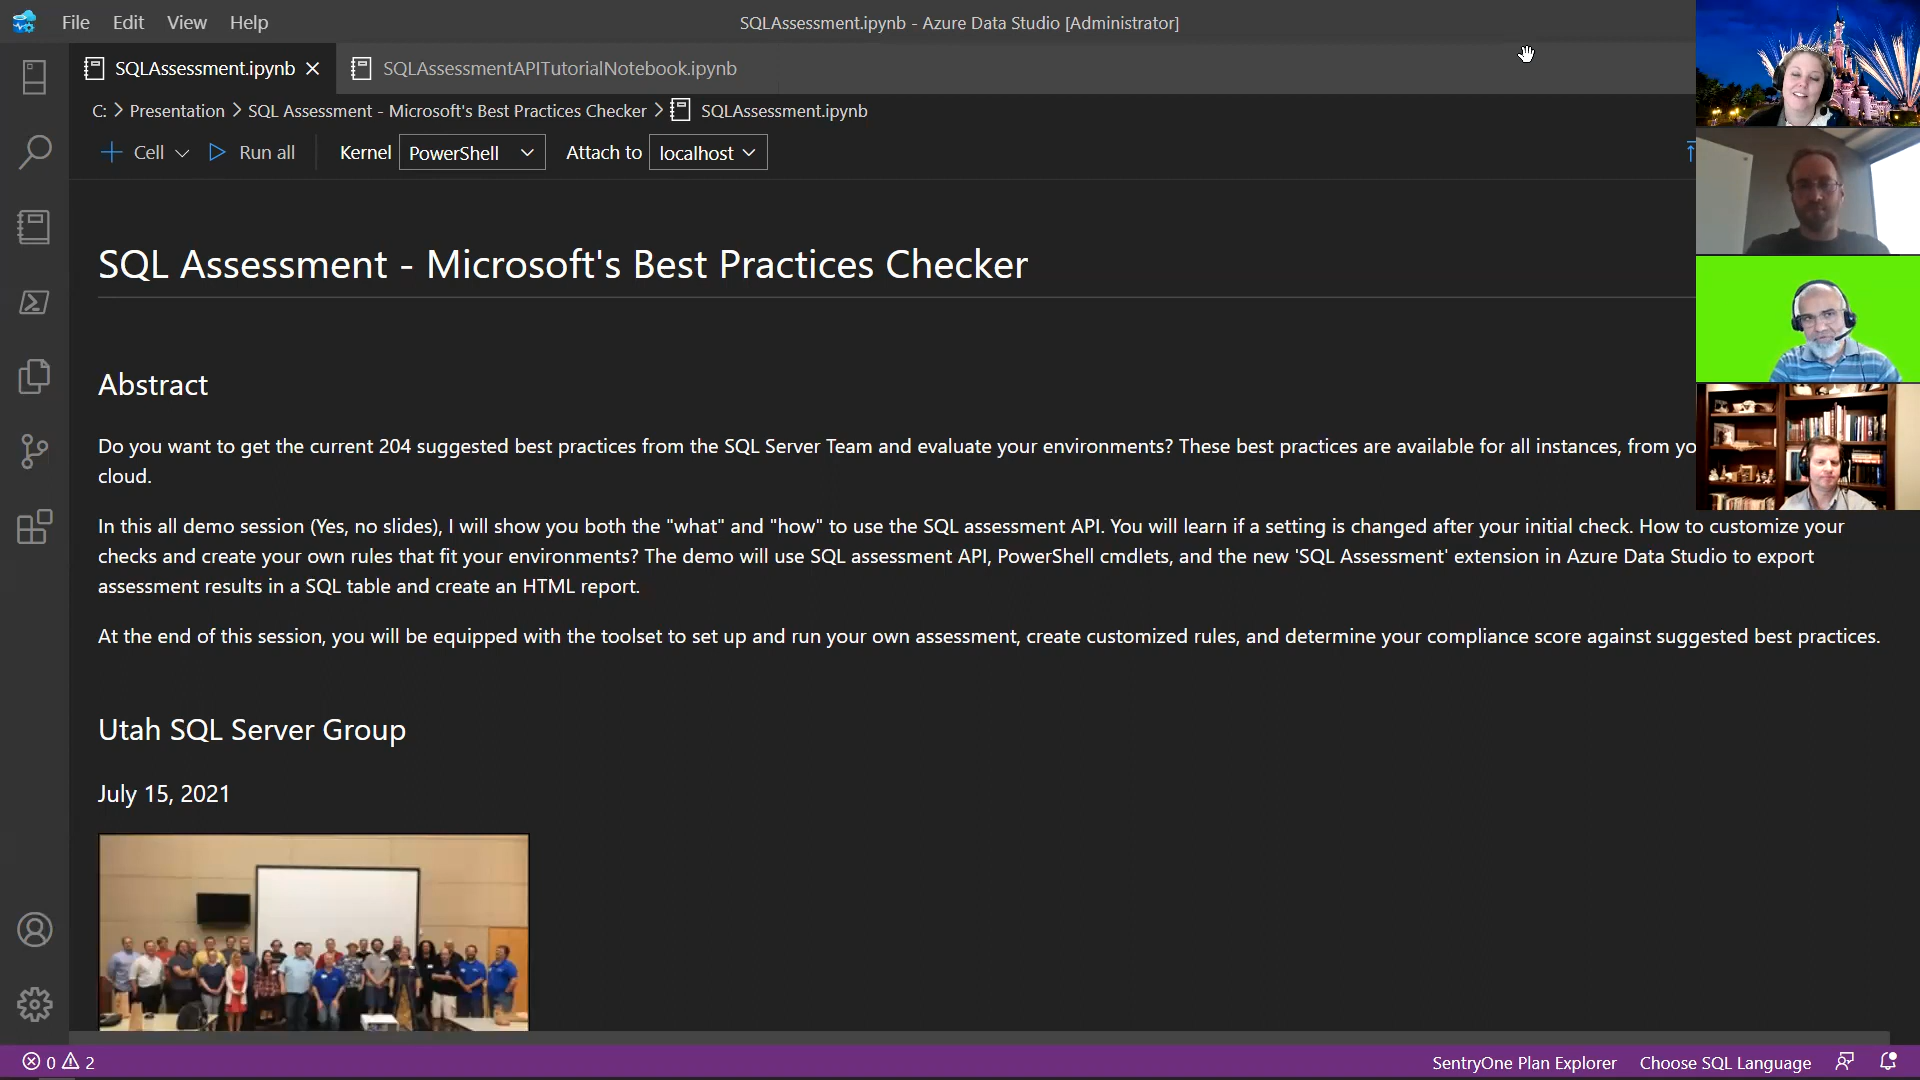 File Edit View Help
SQLAssessment.ipynb - Azure Data Studio [Administrator]
SQLAssessment.ipynb
SQLAssessmentAPITutorialNotebook.ipynb
C: > Presentation > SQL Assessment - Microsoft's Best Practices Checker > SQLAssessment.ipynb
Cell Run all Kernel PowerShell Attach to localhost
SQL Assessment - Microsoft's Best Practices Checker
Abstract
Do you want to get the current 204 suggested best practices from the SQL Server Team and evaluate your environments? These best practices are available for all instances, from
cloud.
In this all demo session (Yes, no slides), I will show you both the "what" and "how" to use the SQL assessment API. You will learn if a setting is changed after your initial check. How to customize your
checks and create your own rules that fit your environments? The demo will use SQL assessment API, PowerShell cmdlets, and the new 'SQL Assessment' extension in Azure Data Studio to export
assessment results in a SQL table and create an HTML report.
At the end of this session, you will be equipped with the toolset to set up and run your own assessment, create customized rules, and determine your compliance score against suggested best practices.
Utah SQL Server Group
July 15, 2021
0 2
SentryOne Plan Explorer Choose SQL Language